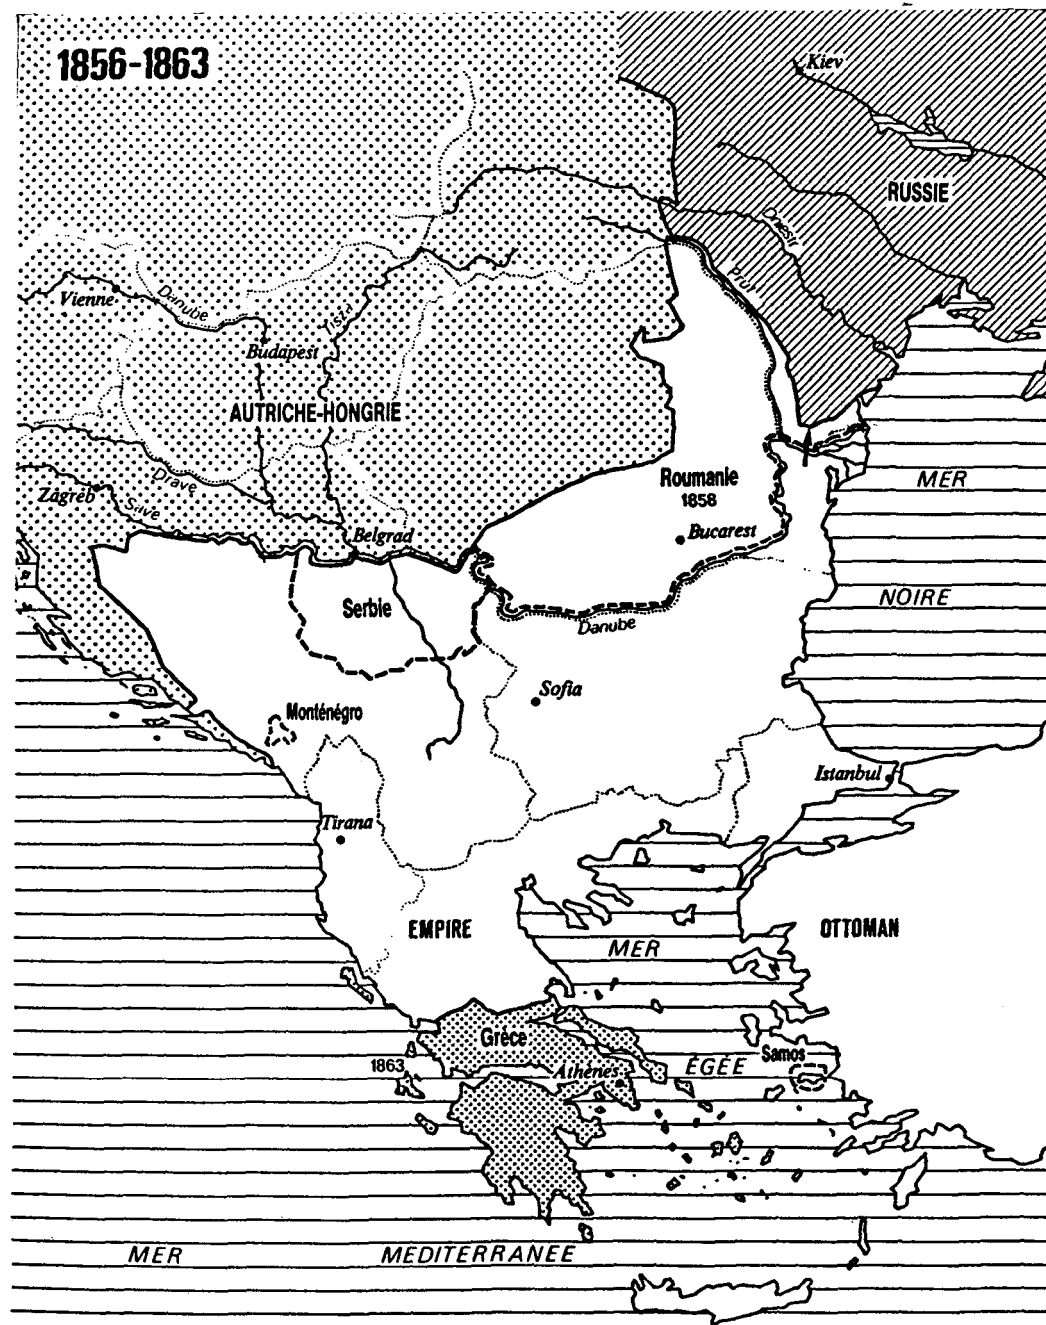 1856-1863
Kiev
RUSSIE
Dniestr
Prut
Vienne
Danube
Tisza
Budapest
AUTRICHE-HONGRIE
Drave
Zagreb
Save
Belgrad
Roumanie
1858
Bucarest
MER
NOIRE
Serbie
Danube
Sofia
Monténégro
Istanbul
Tirana
EMPIRE
OTTOMAN
MER
ÉGÉE
Grèce
Samos
1863
Athènes
MER MEDITERRANEE